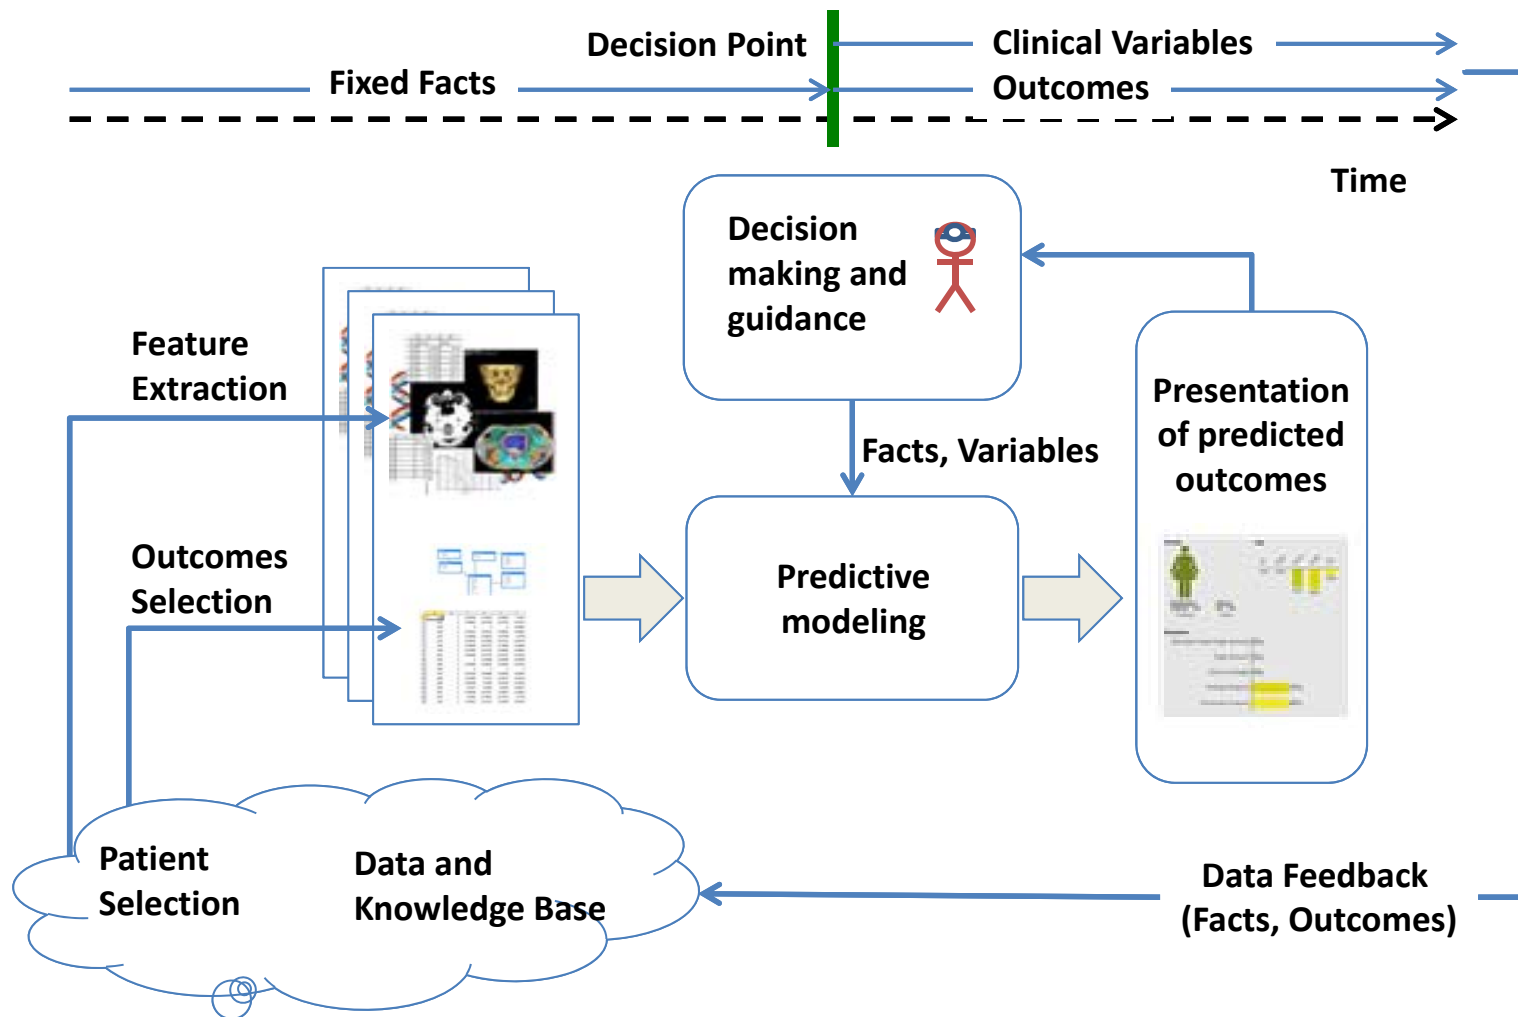 Decision Point
Clinical Variables
Fixed Facts
Outcomes
Time
Decision
making and
guidance
Feature
Extraction
Presentation
of predicted
outcomes
Facts, Variables
Outcomes
Selection
Predictive
modeling
Patient
Selection
Data and
Knowledge Base
Data Feedback
(Facts, Outcomes)